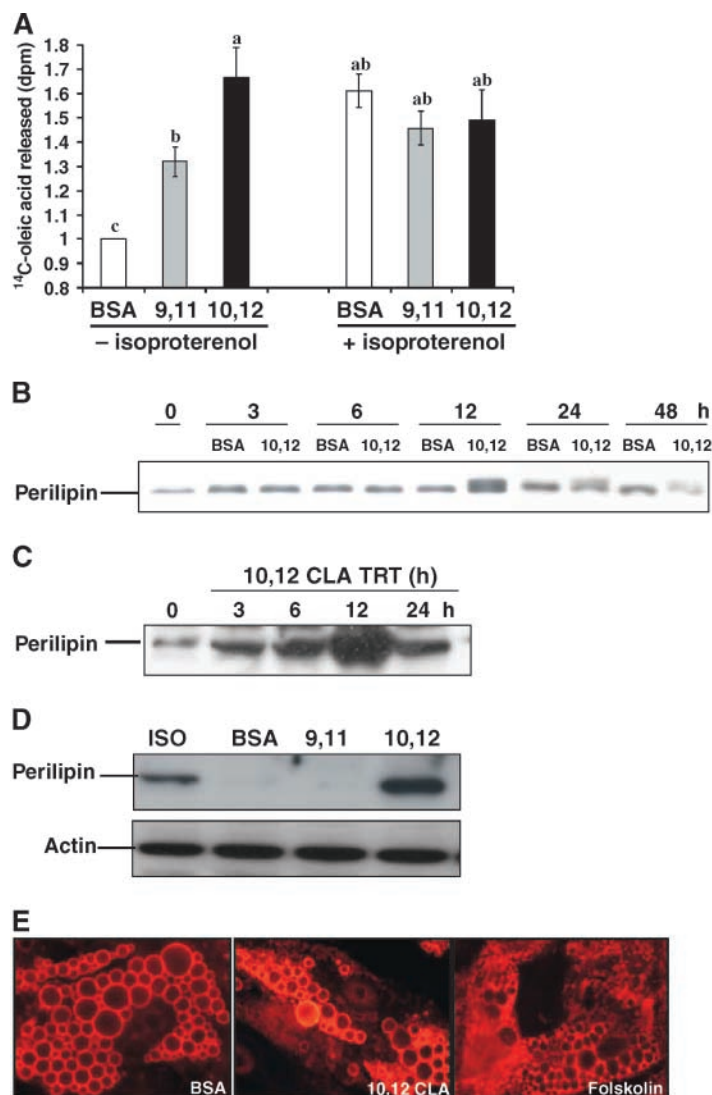 A
¹⁴C-oleic acid released (dpm)
1.8
1.7
1.6
1.5
1.4
1.3
1.2
1.1
1
0.9
0.8
c
b
a
ab
ab
ab
BSA 9,11 10,12 BSA 9,11 10,12
– isoproterenol + isoproterenol
B
0 3 6 12 24 48 h
BSA 10,12 BSA 10,12 BSA 10,12 BSA 10,12 BSA 10,12
Perilipin
C
10,12 CLA TRT (h)
0 3 6 12 24 h
Perilipin
D
ISO BSA 9,11 10,12
Perilipin
Actin
E
BSA 10,12 CLA Folskolin